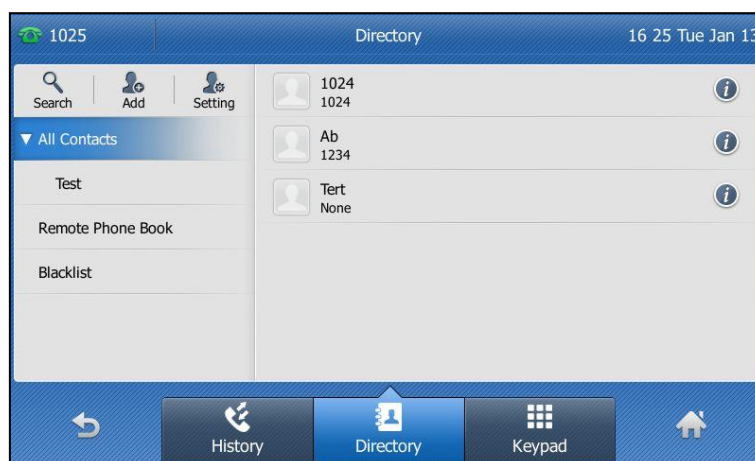 1025
Directory
16 25 Tue Jan 13
Search
Add
Setting
All Contacts
Test
Remote Phone Book
Blacklist
1024
1024
Ab
1234
Tert
None
History
Directory
Keypad